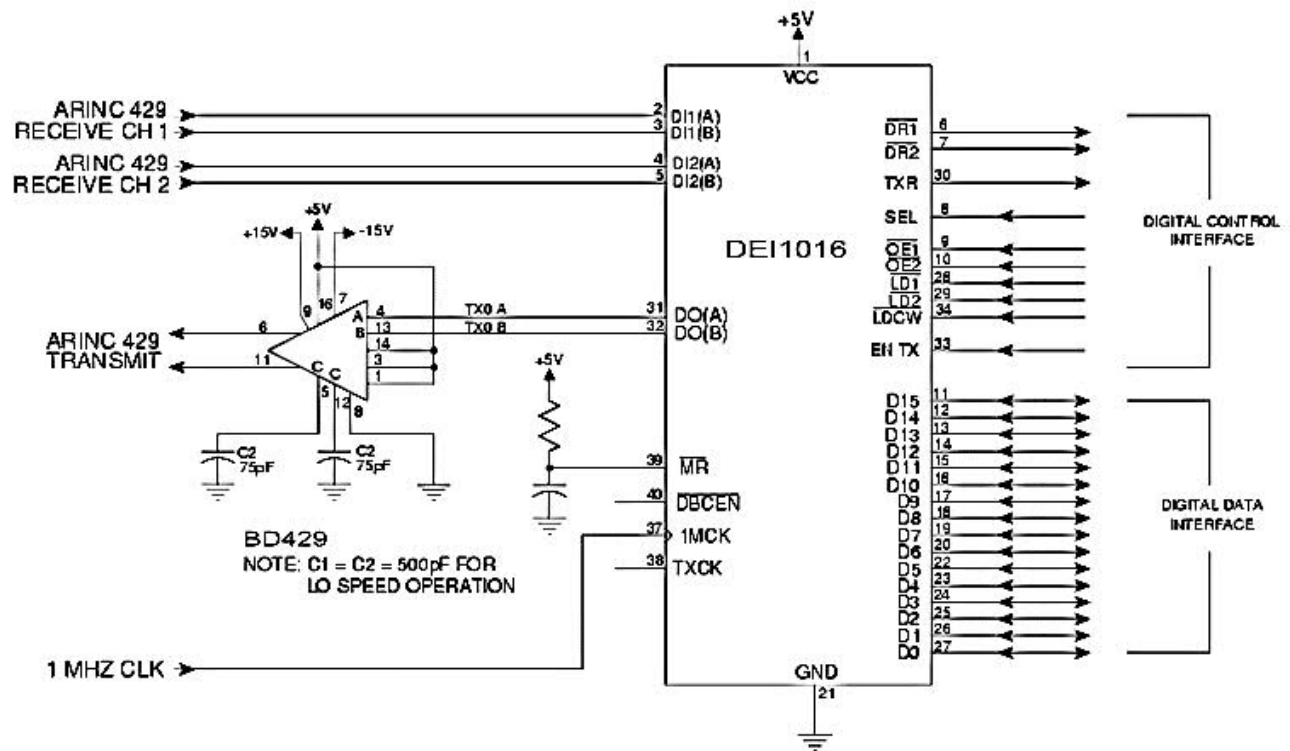 +5V
1
VCC
ARINC 429
RECEIVE CH 1
2
DI1(A)
3
DI1(B)
ARINC 429
RECEIVE CH 2
4
DI2(A)
5
DI2(B)
DR1
6
DR2
7
TXR
30
SEL
8
OE1
9
OE2
10
LD1
28
LD2
29
LDCW
34
EN TX
33
DIGITAL CONTROL
INTERFACE
DEI1016
+5V
+15V
-15V
9
16
7
A
4
TX0 A
31
DO(A)
B
13
TX0 B
32
DO(B)
14
3
1
6
11
ARINC 429
TRANSMIT
C
C
5
12
8
C2
75pF
C2
75pF
+5V
39
MR
40
DBCEN
37
1MCK
38
TXCK
BD429
NOTE: C1 = C2 = 500pF FOR
LO SPEED OPERATION
1 MHZ CLK
D15
11
D14
12
D13
13
D12
14
D11
15
D10
16
D9
17
D8
18
D7
19
D6
20
D5
22
D4
23
D3
24
D2
25
D1
26
D0
27
DIGITAL DATA
INTERFACE
GND
21